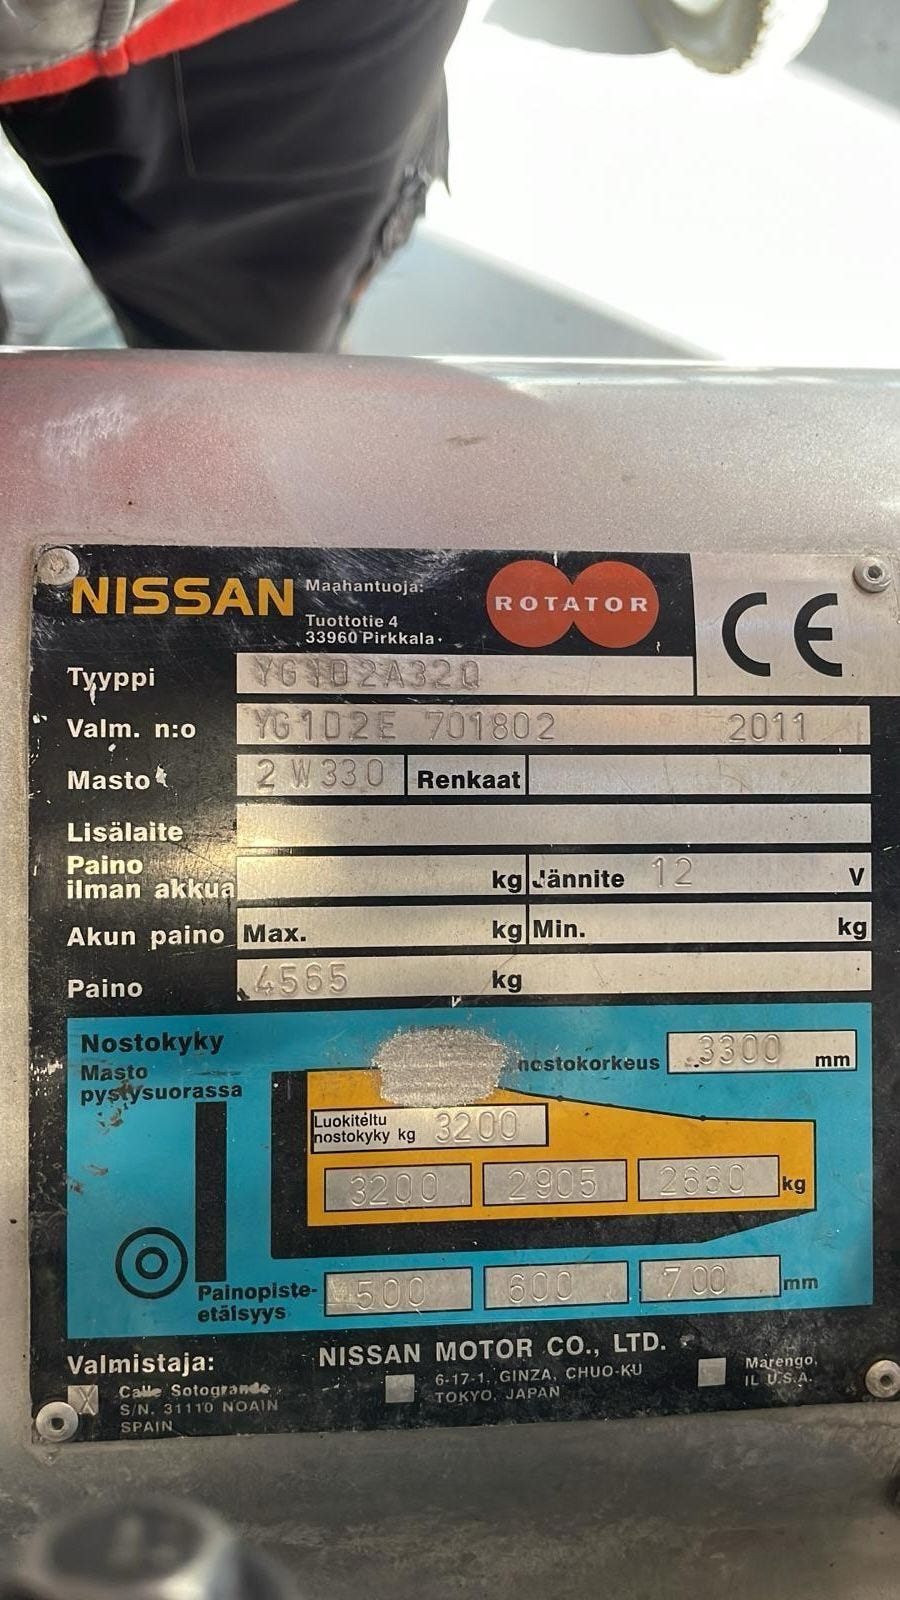 NISSAN Maahantuoja: ROTATOR CE
Tuottotie 4
33960 Pirkkala
Tyyppi YG1D2A32Q
Valm. n:o YG1D2E 701802 2011
Masto 2W330 Renkaat
Lisälaite
Paino
ilman akkua kg Jännite 12 V
Akun paino Max. kg Min. kg
Paino 4565 kg
Nostokyky
Masto
pystysuorassa
nostokorkeus 3300 mm
Luokiteltu
nostokyky kg 3200
3200 2905 2660 kg
Painopiste-
etäisyys
500 600 700 mm
Valmistaja: NISSAN MOTOR CO., LTD.
X Calle Sotogrande
S/N. 31110 NOAIN
SPAIN
6-17-1, GINZA, CHUO-KU
TOKYO, JAPAN
Marengo,
IL U.S.A.